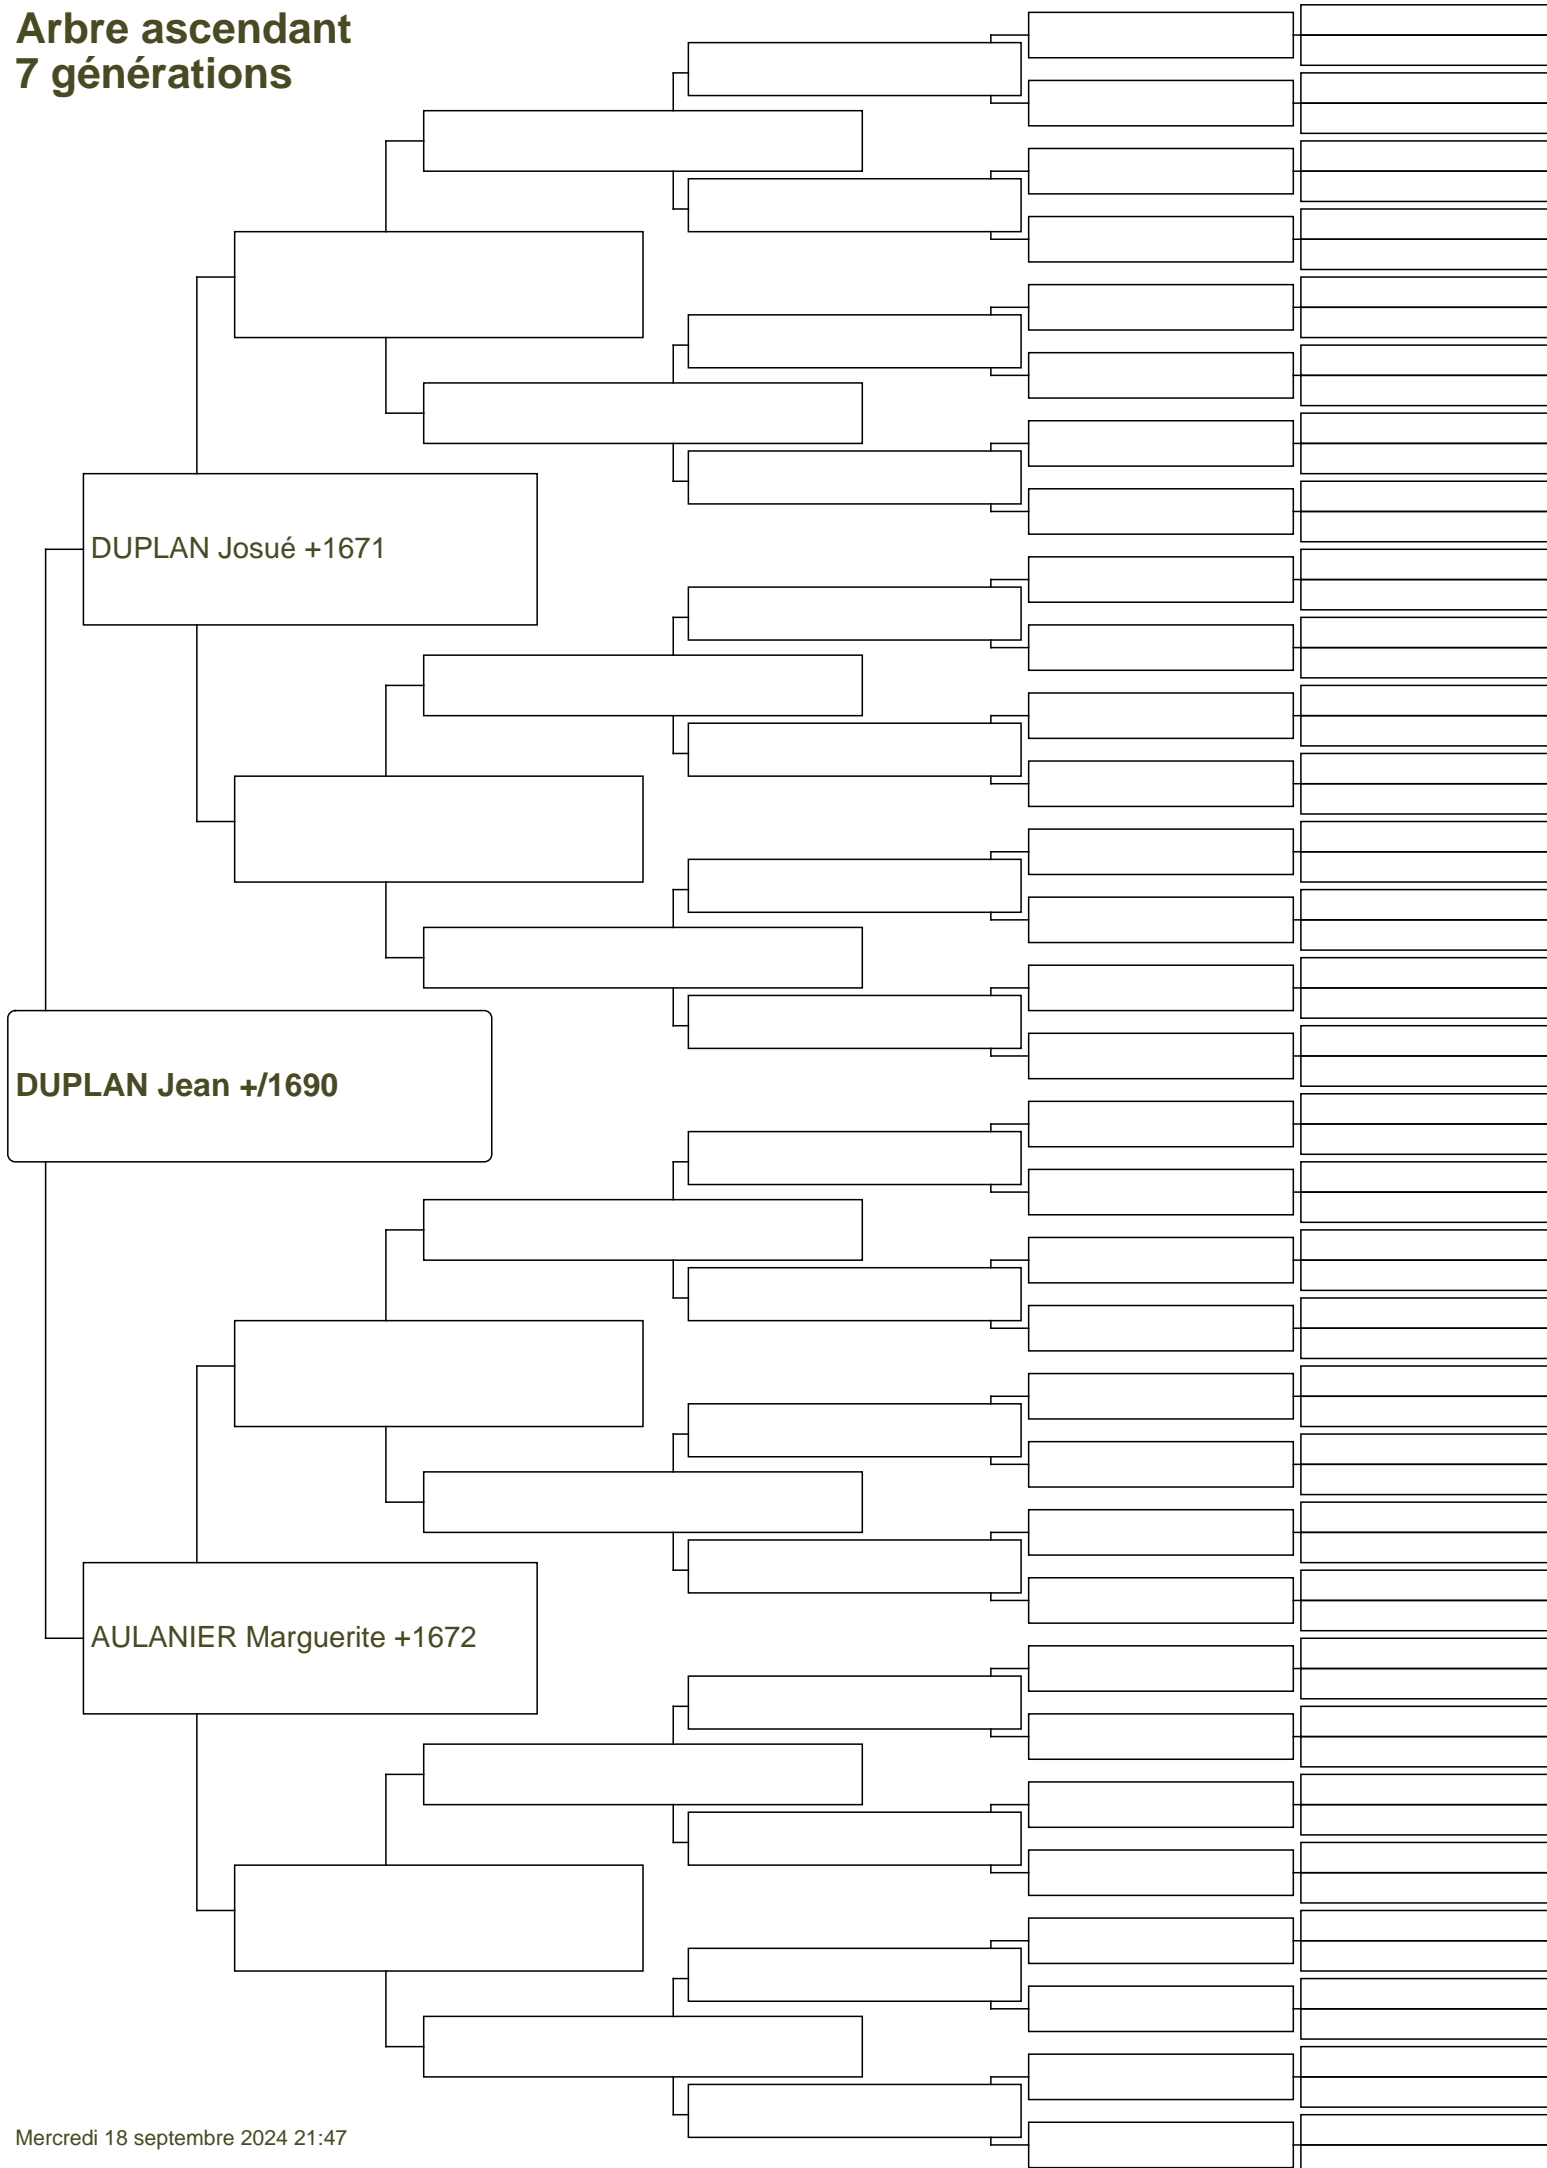 Arbre ascendant
7 générations
DUPLAN Josué +1671
DUPLAN Jean +/1690
AULANIER Marguerite +1672
Mercredi 18 septembre 2024 21:47